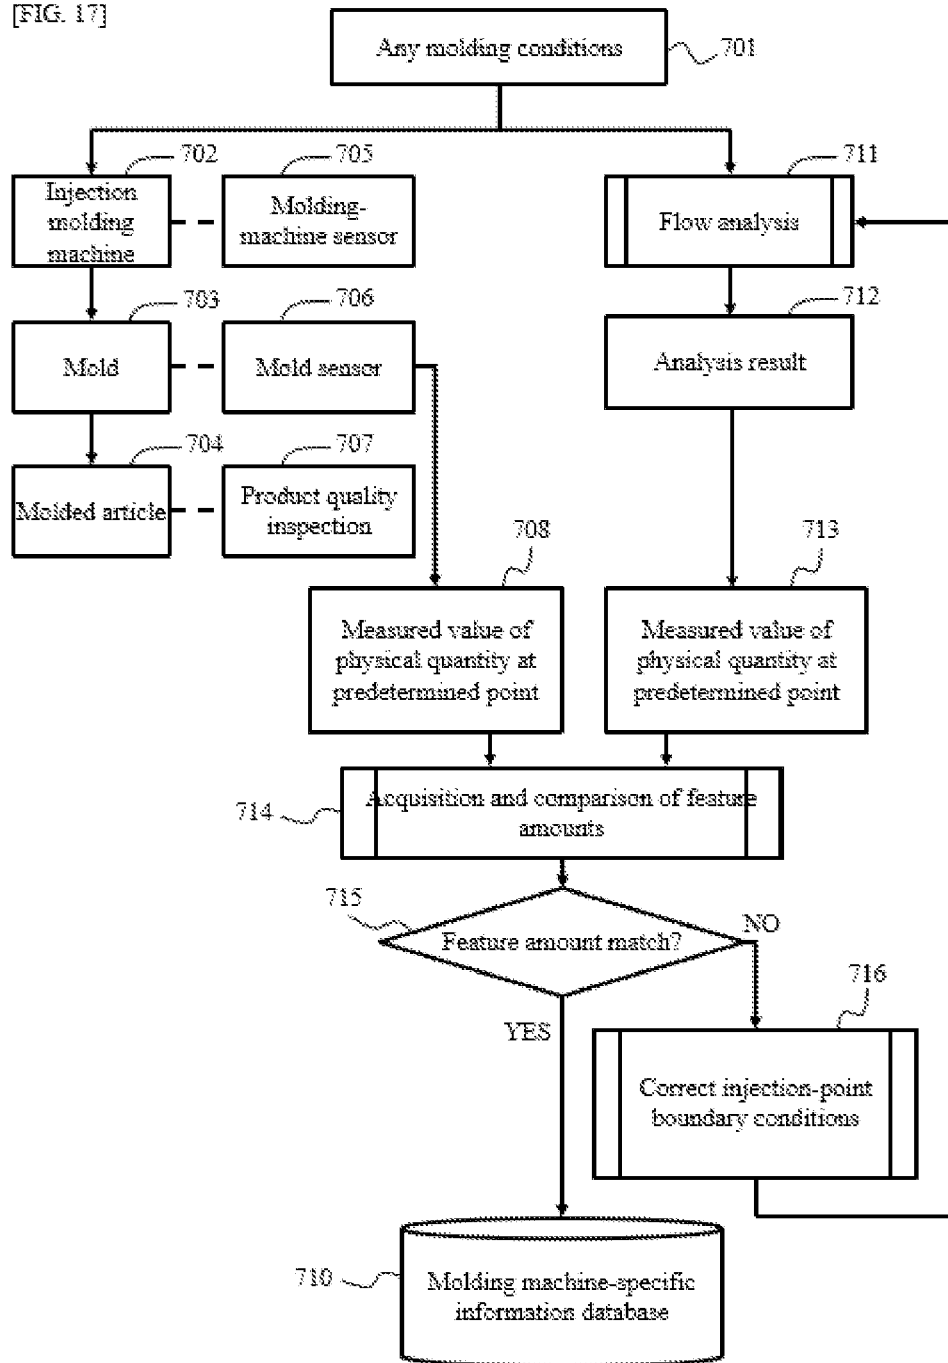 [FIG. 17]
Any molding conditions
701
702
705
711
Injection
molding
machine
Molding-
machine sensor
Flow analysis
703
706
712
Mold
Mold sensor
Analysis result
704
707
Molded article
Product quality
inspection
708
713
Measured value of
physical quantity at
predetermined point
Measured value of
physical quantity at
predetermined point
714
Acquisition and comparison of feature
amounts
715
Feature amount match?
NO
716
YES
Correct injection-point
boundary conditions
710
Molding machine-specific
information database